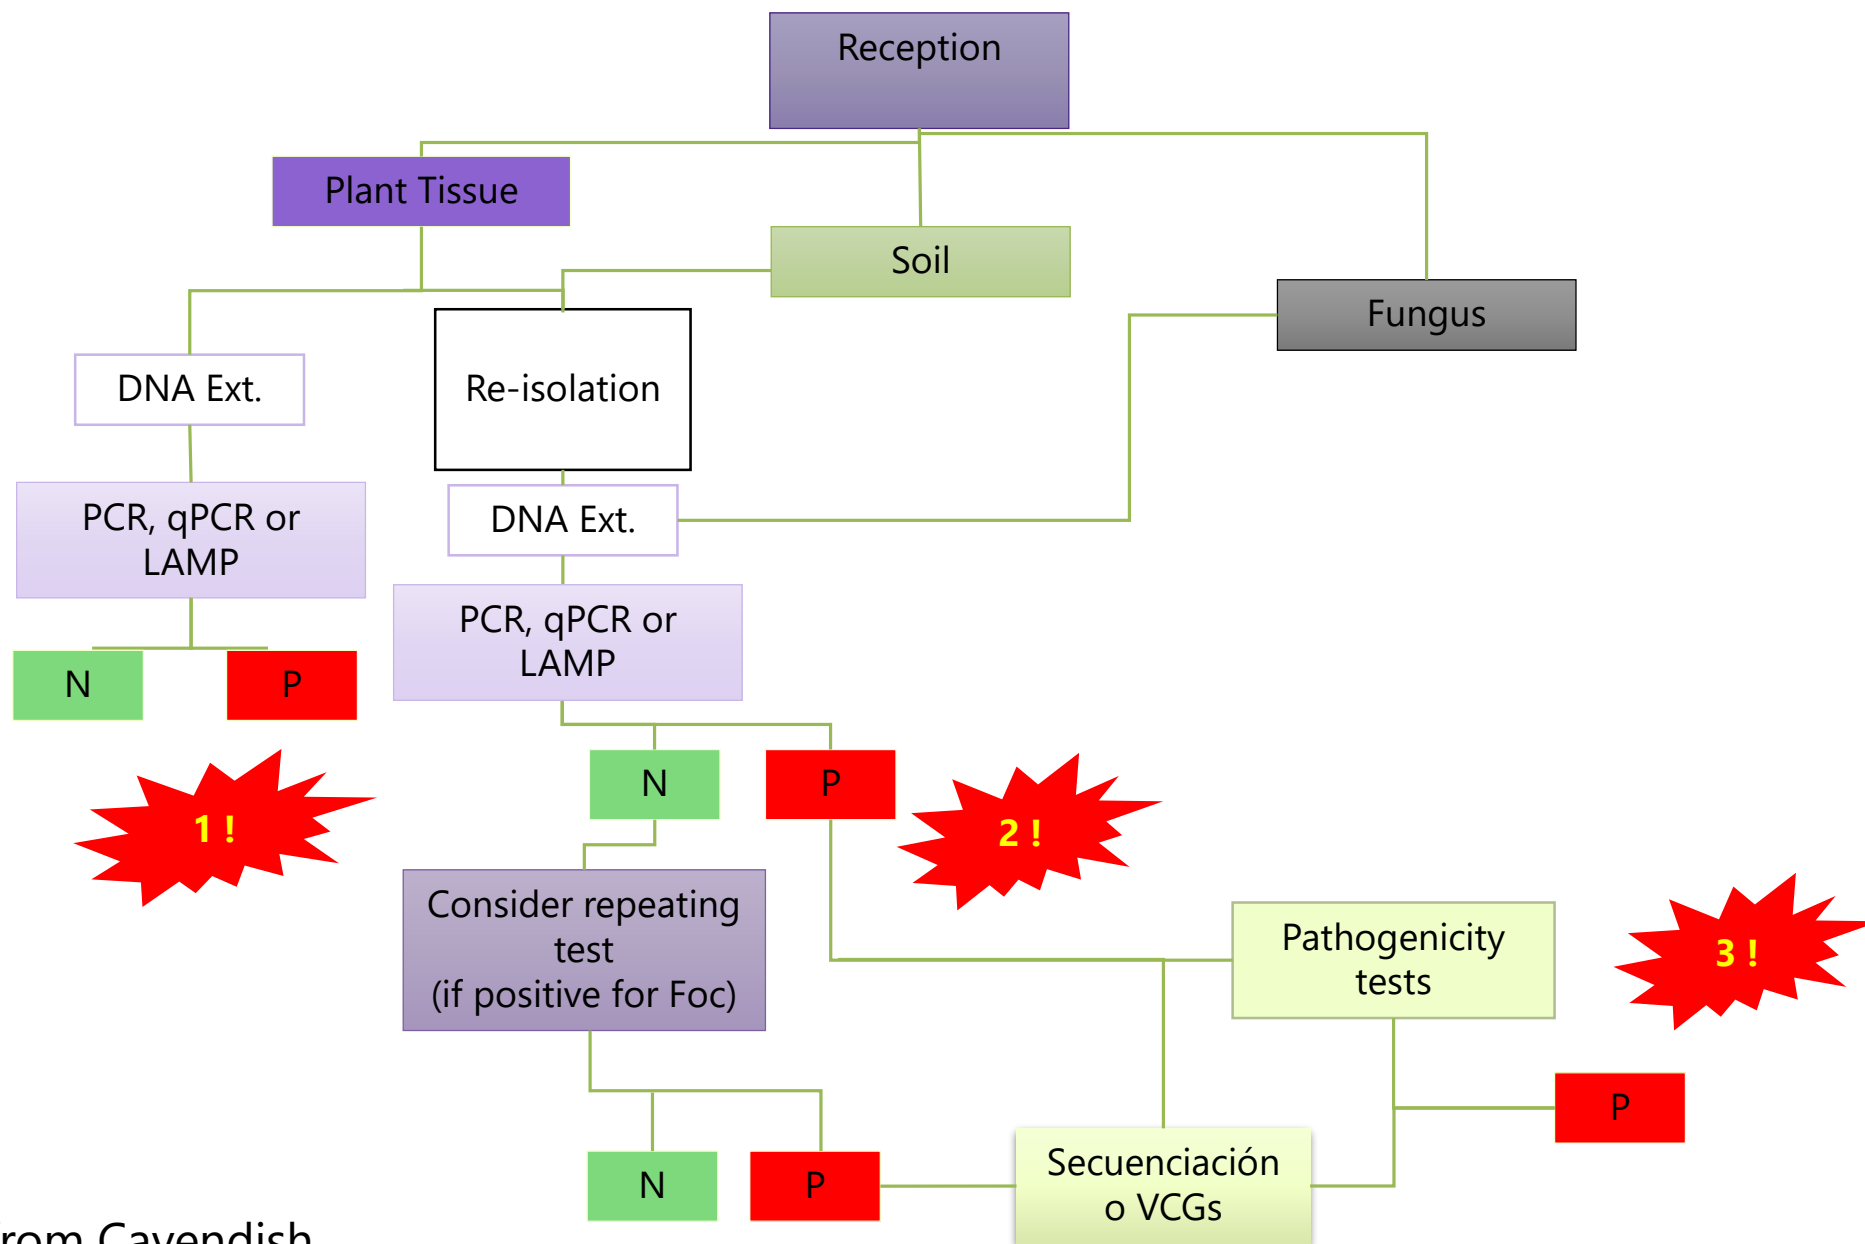 Reception
Plant Tissue
Soil
Fungus
DNA Ext.
Re-isolation
PCR, qPCR or
LAMP
DNA Ext.
PCR, qPCR or
LAMP
N
P
N
P
1 !
2 !
Consider repeating
test
(if positive for Foc)
Pathogenicity
tests
3 !
P
N
P
Secuenciación
o VCGs
from Cavendish